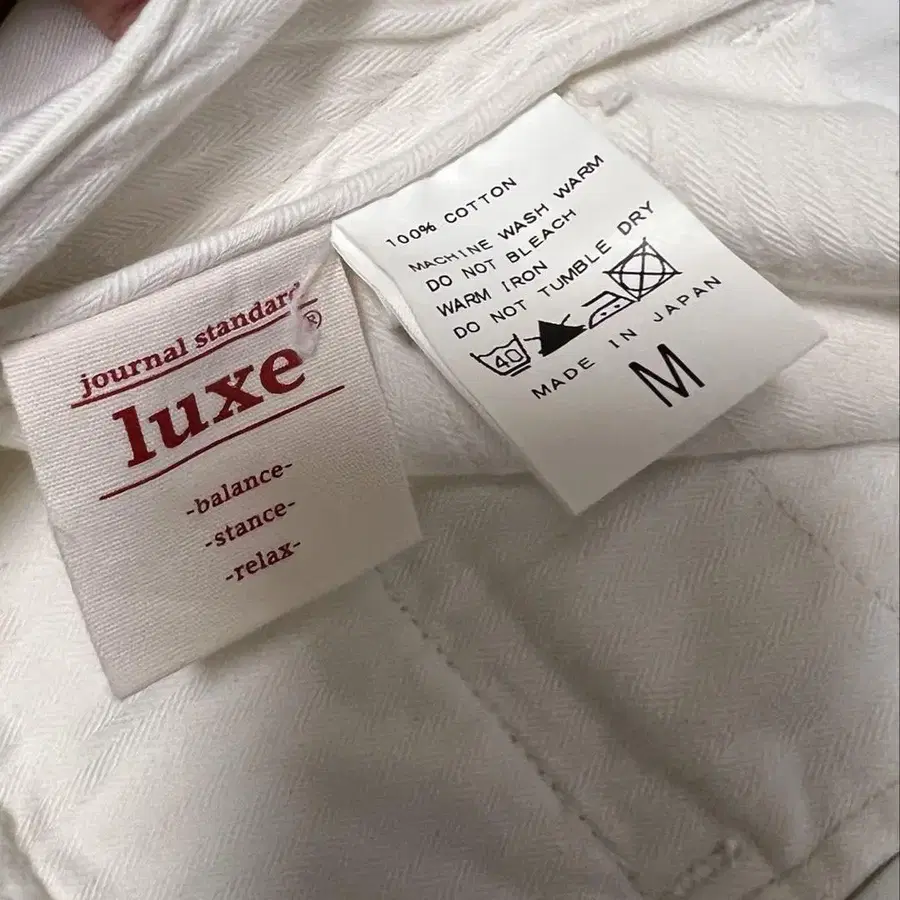 journal standard
®
luxe
-balance-
-stance-
-relax-
100% COTTON
MACHINE WASH WARM
DO NOT BLEACH
WARM IRON
DO NOT TUMBLE DRY
40
MADE IN JAPAN
M